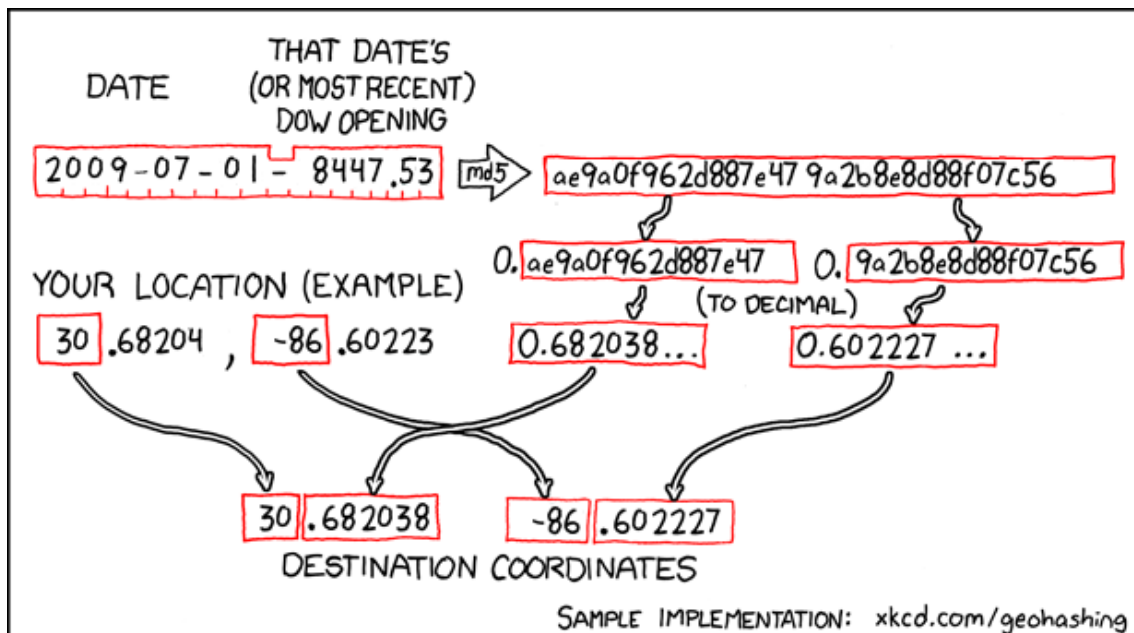 DATE
THAT DATE'S
(OR MOST RECENT)
DOW OPENING
2009-07-01-8447.53
md5
ae9a0f962d887e479a2b8e8d88f07c56
0.ae9a0f962d887e47
0.9a2b8e8d88f07c56
YOUR LOCATION (EXAMPLE)
(TO DECIMAL)
30.68204, -86.60223
0.682038...
0.602227...
30.682038
-86.602227
DESTINATION COORDINATES
SAMPLE IMPLEMENTATION: xkcd.com/geohashing